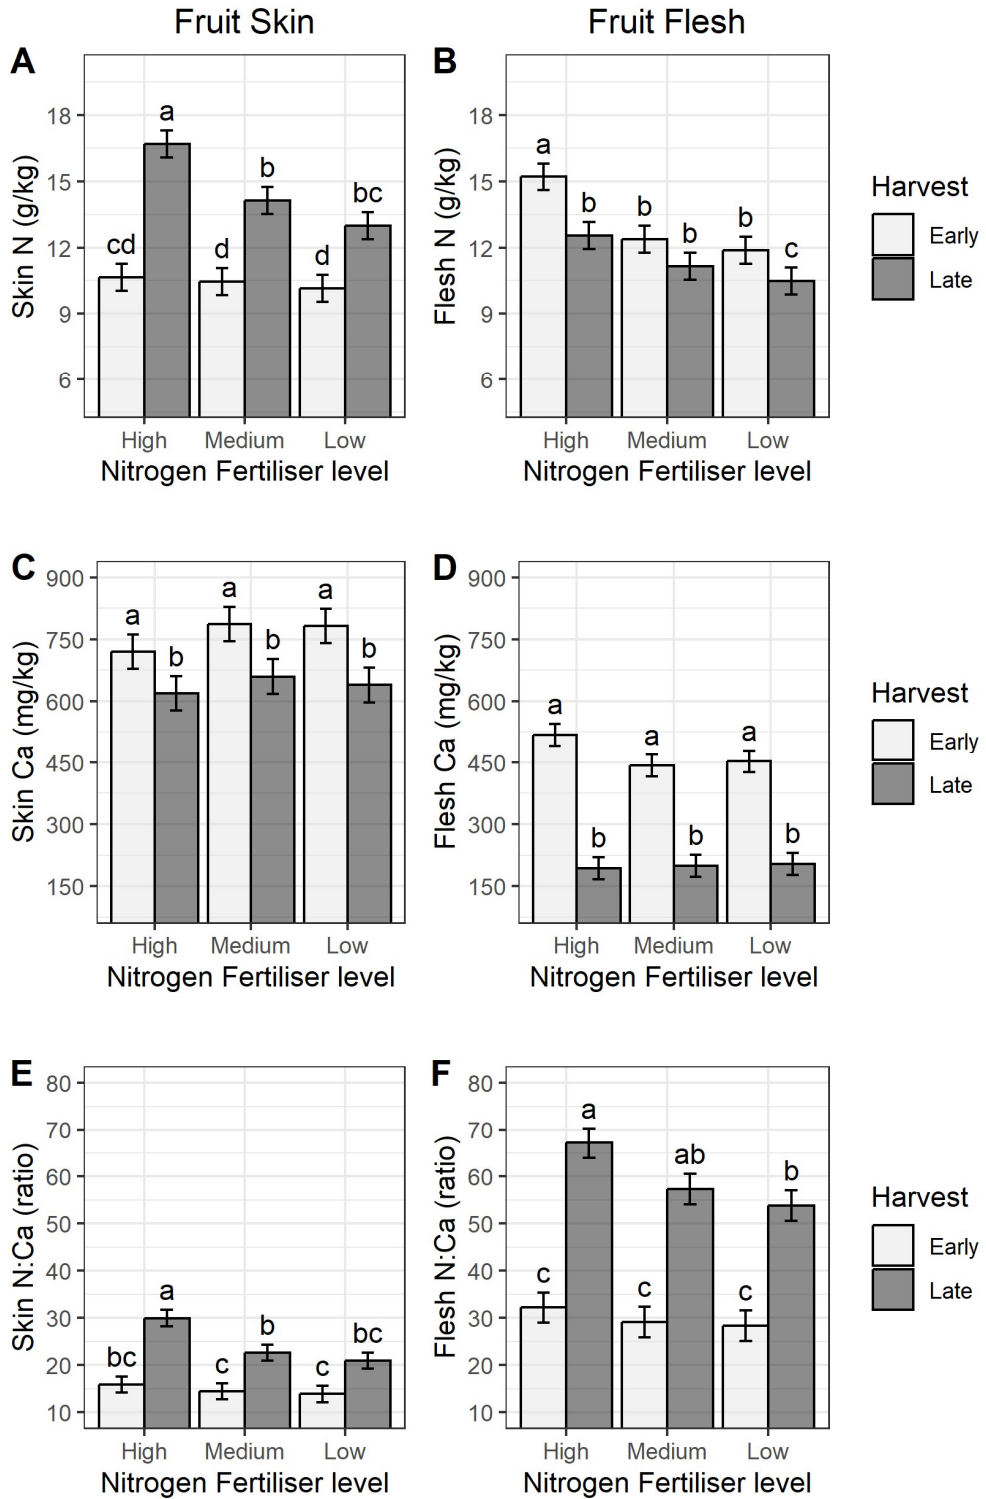 Fruit Skin
Fruit Flesh
A
Skin N (g/kg)
18
15
12
9
6
cd
a
d
b
d
bc
High
Medium
Low
Nitrogen Fertiliser level
B
Flesh N (g/kg)
18
15
12
9
6
a
b
b
b
b
c
High
Medium
Low
Nitrogen Fertiliser level
Harvest
Early
Late
C
Skin Ca (mg/kg)
900
750
600
450
300
150
a
b
a
b
a
b
High
Medium
Low
Nitrogen Fertiliser level
D
Flesh Ca (mg/kg)
900
750
600
450
300
150
a
b
a
b
a
b
High
Medium
Low
Nitrogen Fertiliser level
Harvest
Early
Late
E
Skin N:Ca (ratio)
80
70
60
50
40
30
20
10
bc
a
c
b
c
bc
High
Medium
Low
Nitrogen Fertiliser level
F
Flesh N:Ca (ratio)
80
70
60
50
40
30
20
10
c
a
c
ab
c
b
High
Medium
Low
Nitrogen Fertiliser level
Harvest
Early
Late